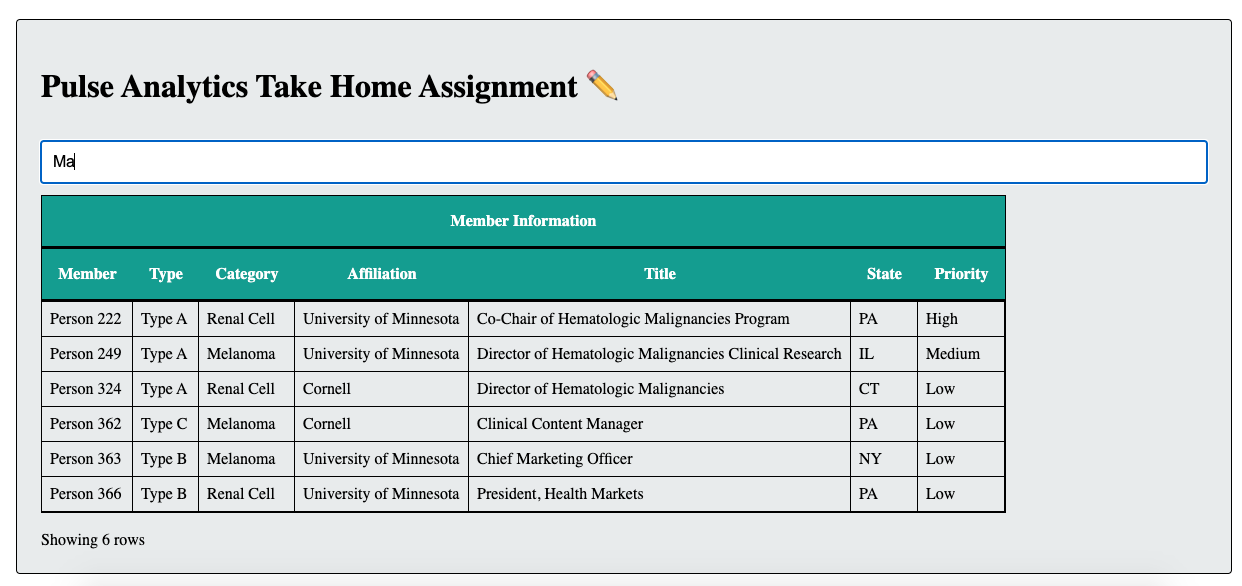 Pulse Analytics Take Home Assignment ✏️
Ma
Member Information
Member Type Category Affiliation Title State Priority
Person 222 Type A Renal Cell University of Minnesota Co-Chair of Hematologic Malignancies Program PA High
Person 249 Type A Melanoma University of Minnesota Director of Hematologic Malignancies Clinical Research IL Medium
Person 324 Type A Renal Cell Cornell Director of Hematologic Malignancies CT Low
Person 362 Type C Melanoma Cornell Clinical Content Manager PA Low
Person 363 Type B Melanoma University of Minnesota Chief Marketing Officer NY Low
Person 366 Type B Renal Cell University of Minnesota President, Health Markets PA Low
Showing 6 rows